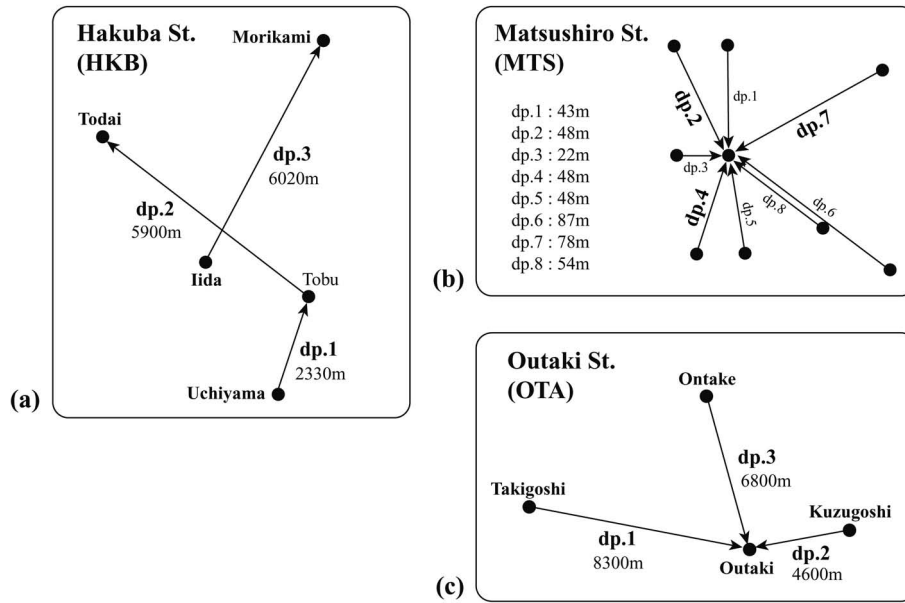 Hakuba St.
(HKB)
Morikami
Todai
dp.3
6020m
dp.2
5900m
Iida
Tobu
dp.1
2330m
Uchiyama
(a)
Matsushiro St.
(MTS)
dp.1 : 43m
dp.2 : 48m
dp.3 : 22m
dp.4 : 48m
dp.5 : 48m
dp.6 : 87m
dp.7 : 78m
dp.8 : 54m
dp.2
dp.1
dp.7
dp.3
dp.4
dp.5
dp.8
dp.6
(b)
Outaki St.
(OTA)
Ontake
dp.3
6800m
Takigoshi
Kuzugoshi
dp.1
8300m
Outaki
dp.2
4600m
(c)